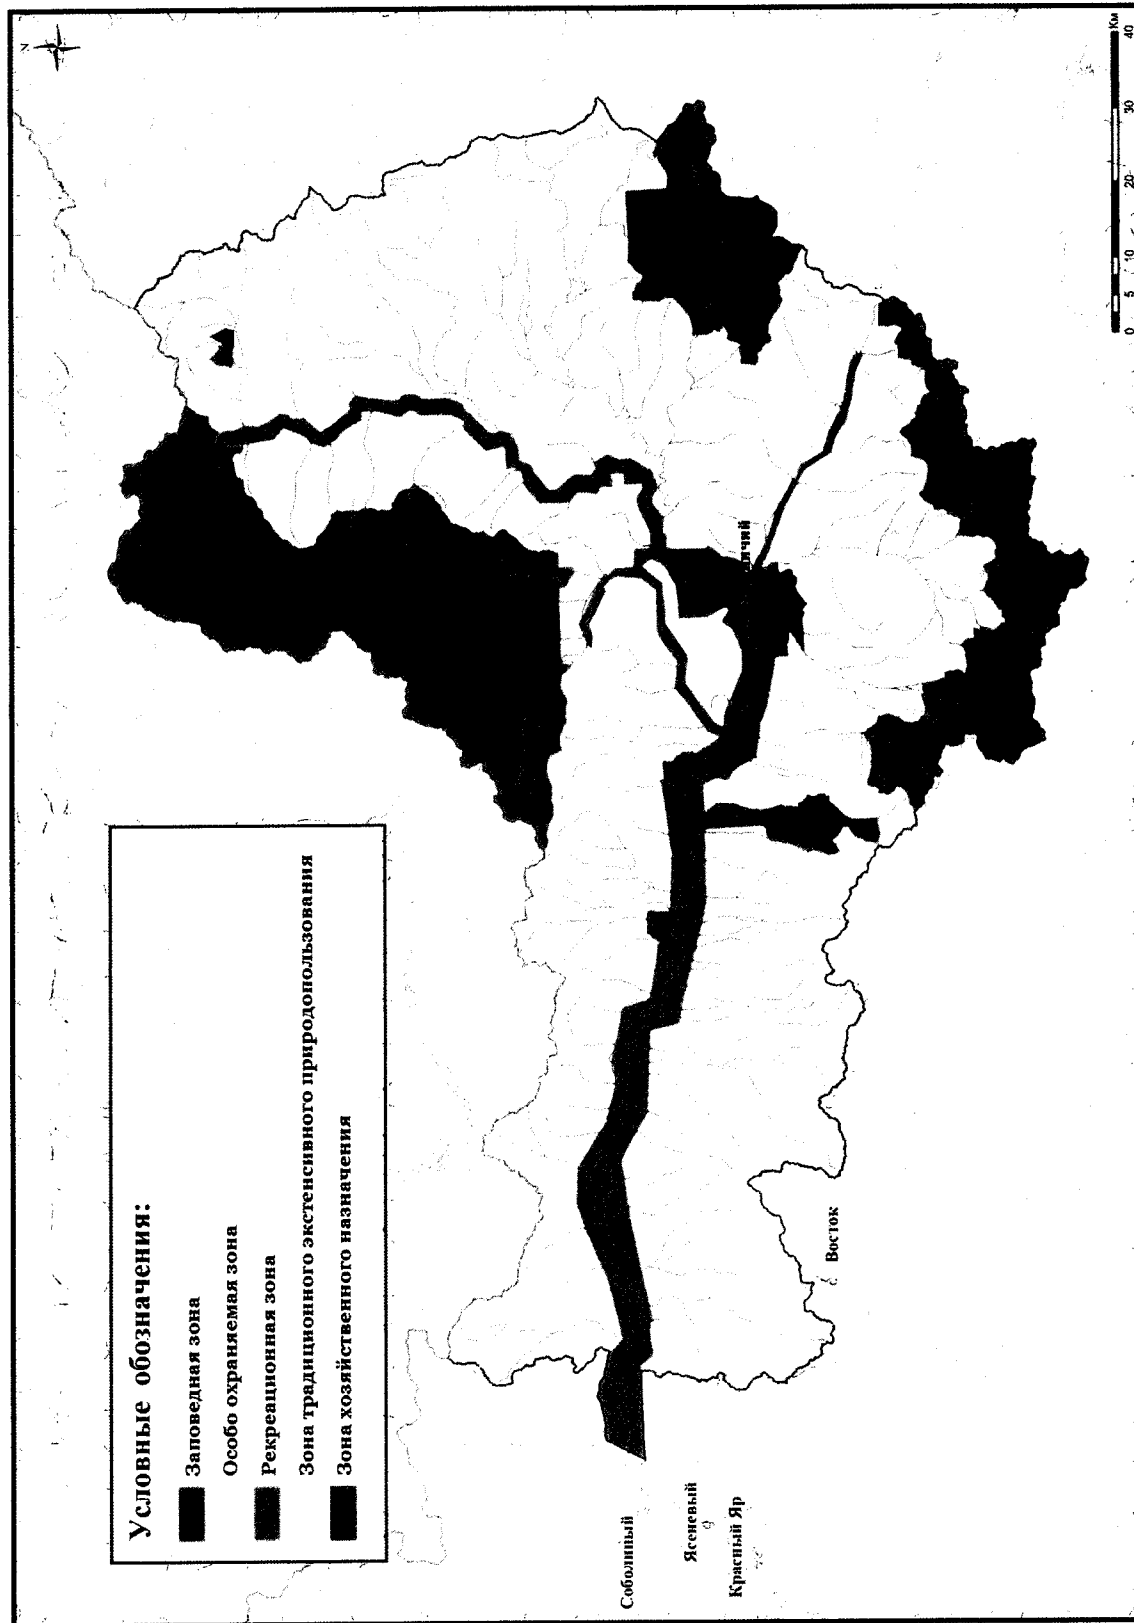 Условные обозначения:
Заповедная зона
Особо охраняемая зона
Рекреационная зона
Зона традиционного экстенсивного природопользования
Зона хозяйственного назначения
Соболиный
Ясеневый
Красный Яр
Восток
N
Км
0 5 10 20 30 40